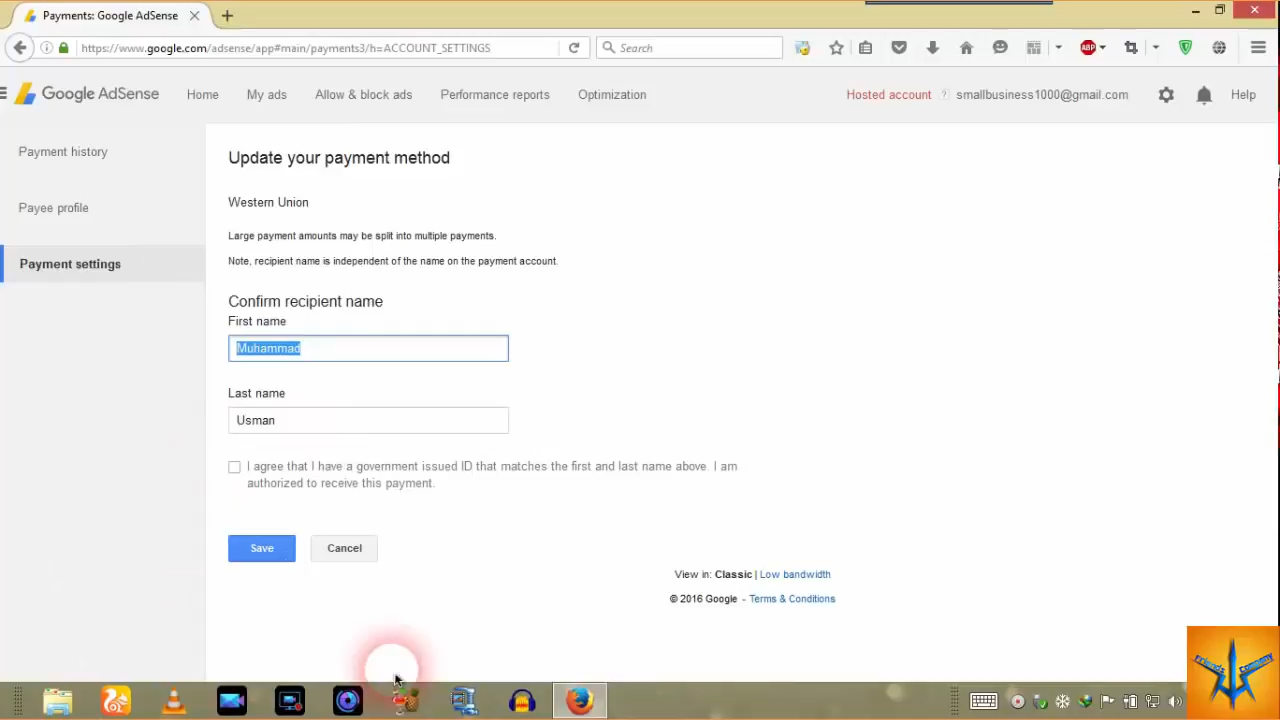 Payments: Google AdSense
https://www.google.com/adsense/app#main/payments3/h=ACCOUNT_SETTINGS
Search
ABP
Google AdSense
Home
My ads
Allow & block ads
Performance reports
Optimization
Hosted account
?
smallbusiness1000@gmail.com
Help
Payment history
Payee profile
Payment settings
Update your payment method
Western Union
Large payment amounts may be split into multiple payments.
Note, recipient name is independent of the name on the payment account.
Confirm recipient name
First name
Muhammad
Last name
Usman
I agree that I have a government issued ID that matches the first and last name above. I am
authorized to receive this payment.
Save
Cancel
View in: Classic | Low bandwidth
© 2016 Google - Terms & Conditions
Friends Company